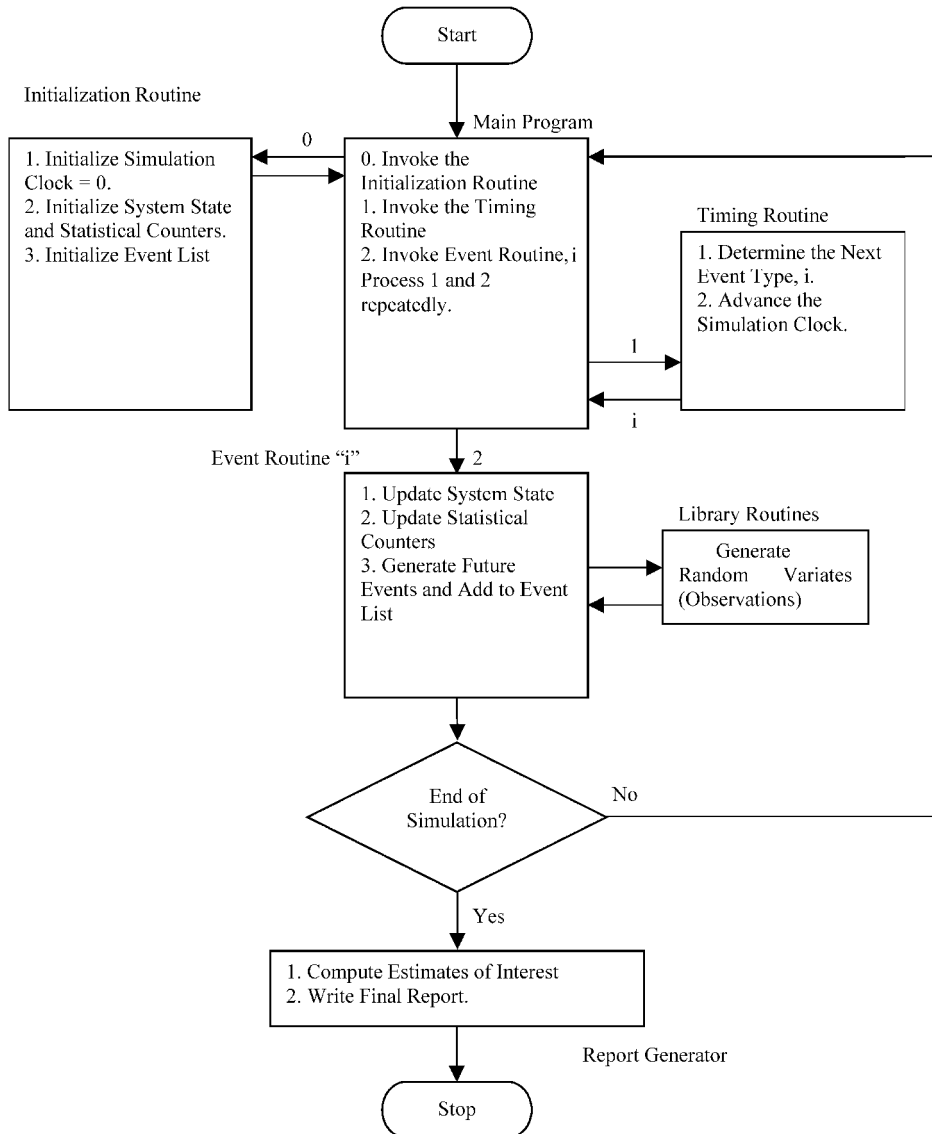 Start
Initialization Routine
Main Program
0
1. Initialize Simulation
Clock = 0.
2. Initialize System State
and Statistical Counters.
3. Initialize Event List
0. Invoke the
Initialization Routine
1. Invoke the Timing
Routine
2. Invoke Event Routine, i
Process 1 and 2
repeatedly.
Timing Routine
1. Determine the Next
Event Type, i.
2. Advance the
Simulation Clock.
1
i
Event Routine “i”
2
1. Update System State
2. Update Statistical
Counters
3. Generate Future
Events and Add to Event
List
Library Routines
Generate
Random Variates
(Observations)
End of
Simulation?
No
Yes
1. Compute Estimates of Interest
2. Write Final Report.
Report Generator
Stop